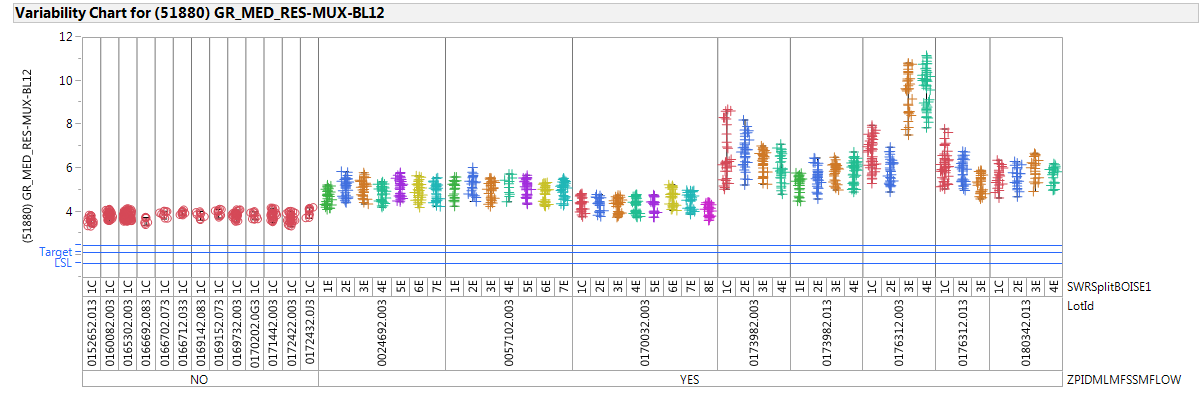 Variability Chart for (51880) GR_MED_RES-MUX-BL12
(51880) GR_MED_RES-MUX-BL12
12
10
8
6
4
Target
LSL
1C 1C 1C 1C 1C 1C 1C 1C 1C 1C 1C 1C 1C 1E 2E 3E 4E 5E 6E 7E 1E 2E 3E 4E 5E 6E 7E 1C 2E 3E 4E 5E 6E 7E 8E 1C 2E 3E 4E 1E 2E 3E 4E 1C 2E 3E 4E 1C 2E 3E 1C 2E 3E 4E SWRSplitBOISE1
0152652.013 0160082.003 0165302.003 0166692.083 0166702.073 0166712.033 0169142.083 0169152.073 0169732.003 0170202.0G3 0171442.003 0172422.003 0172432.013 0024692.003 0057102.003 0170032.003 0173982.003 0173982.013 0176312.003 0176312.013 0180342.013 LotId
NO YES ZPIDMLMFSSMFLOW